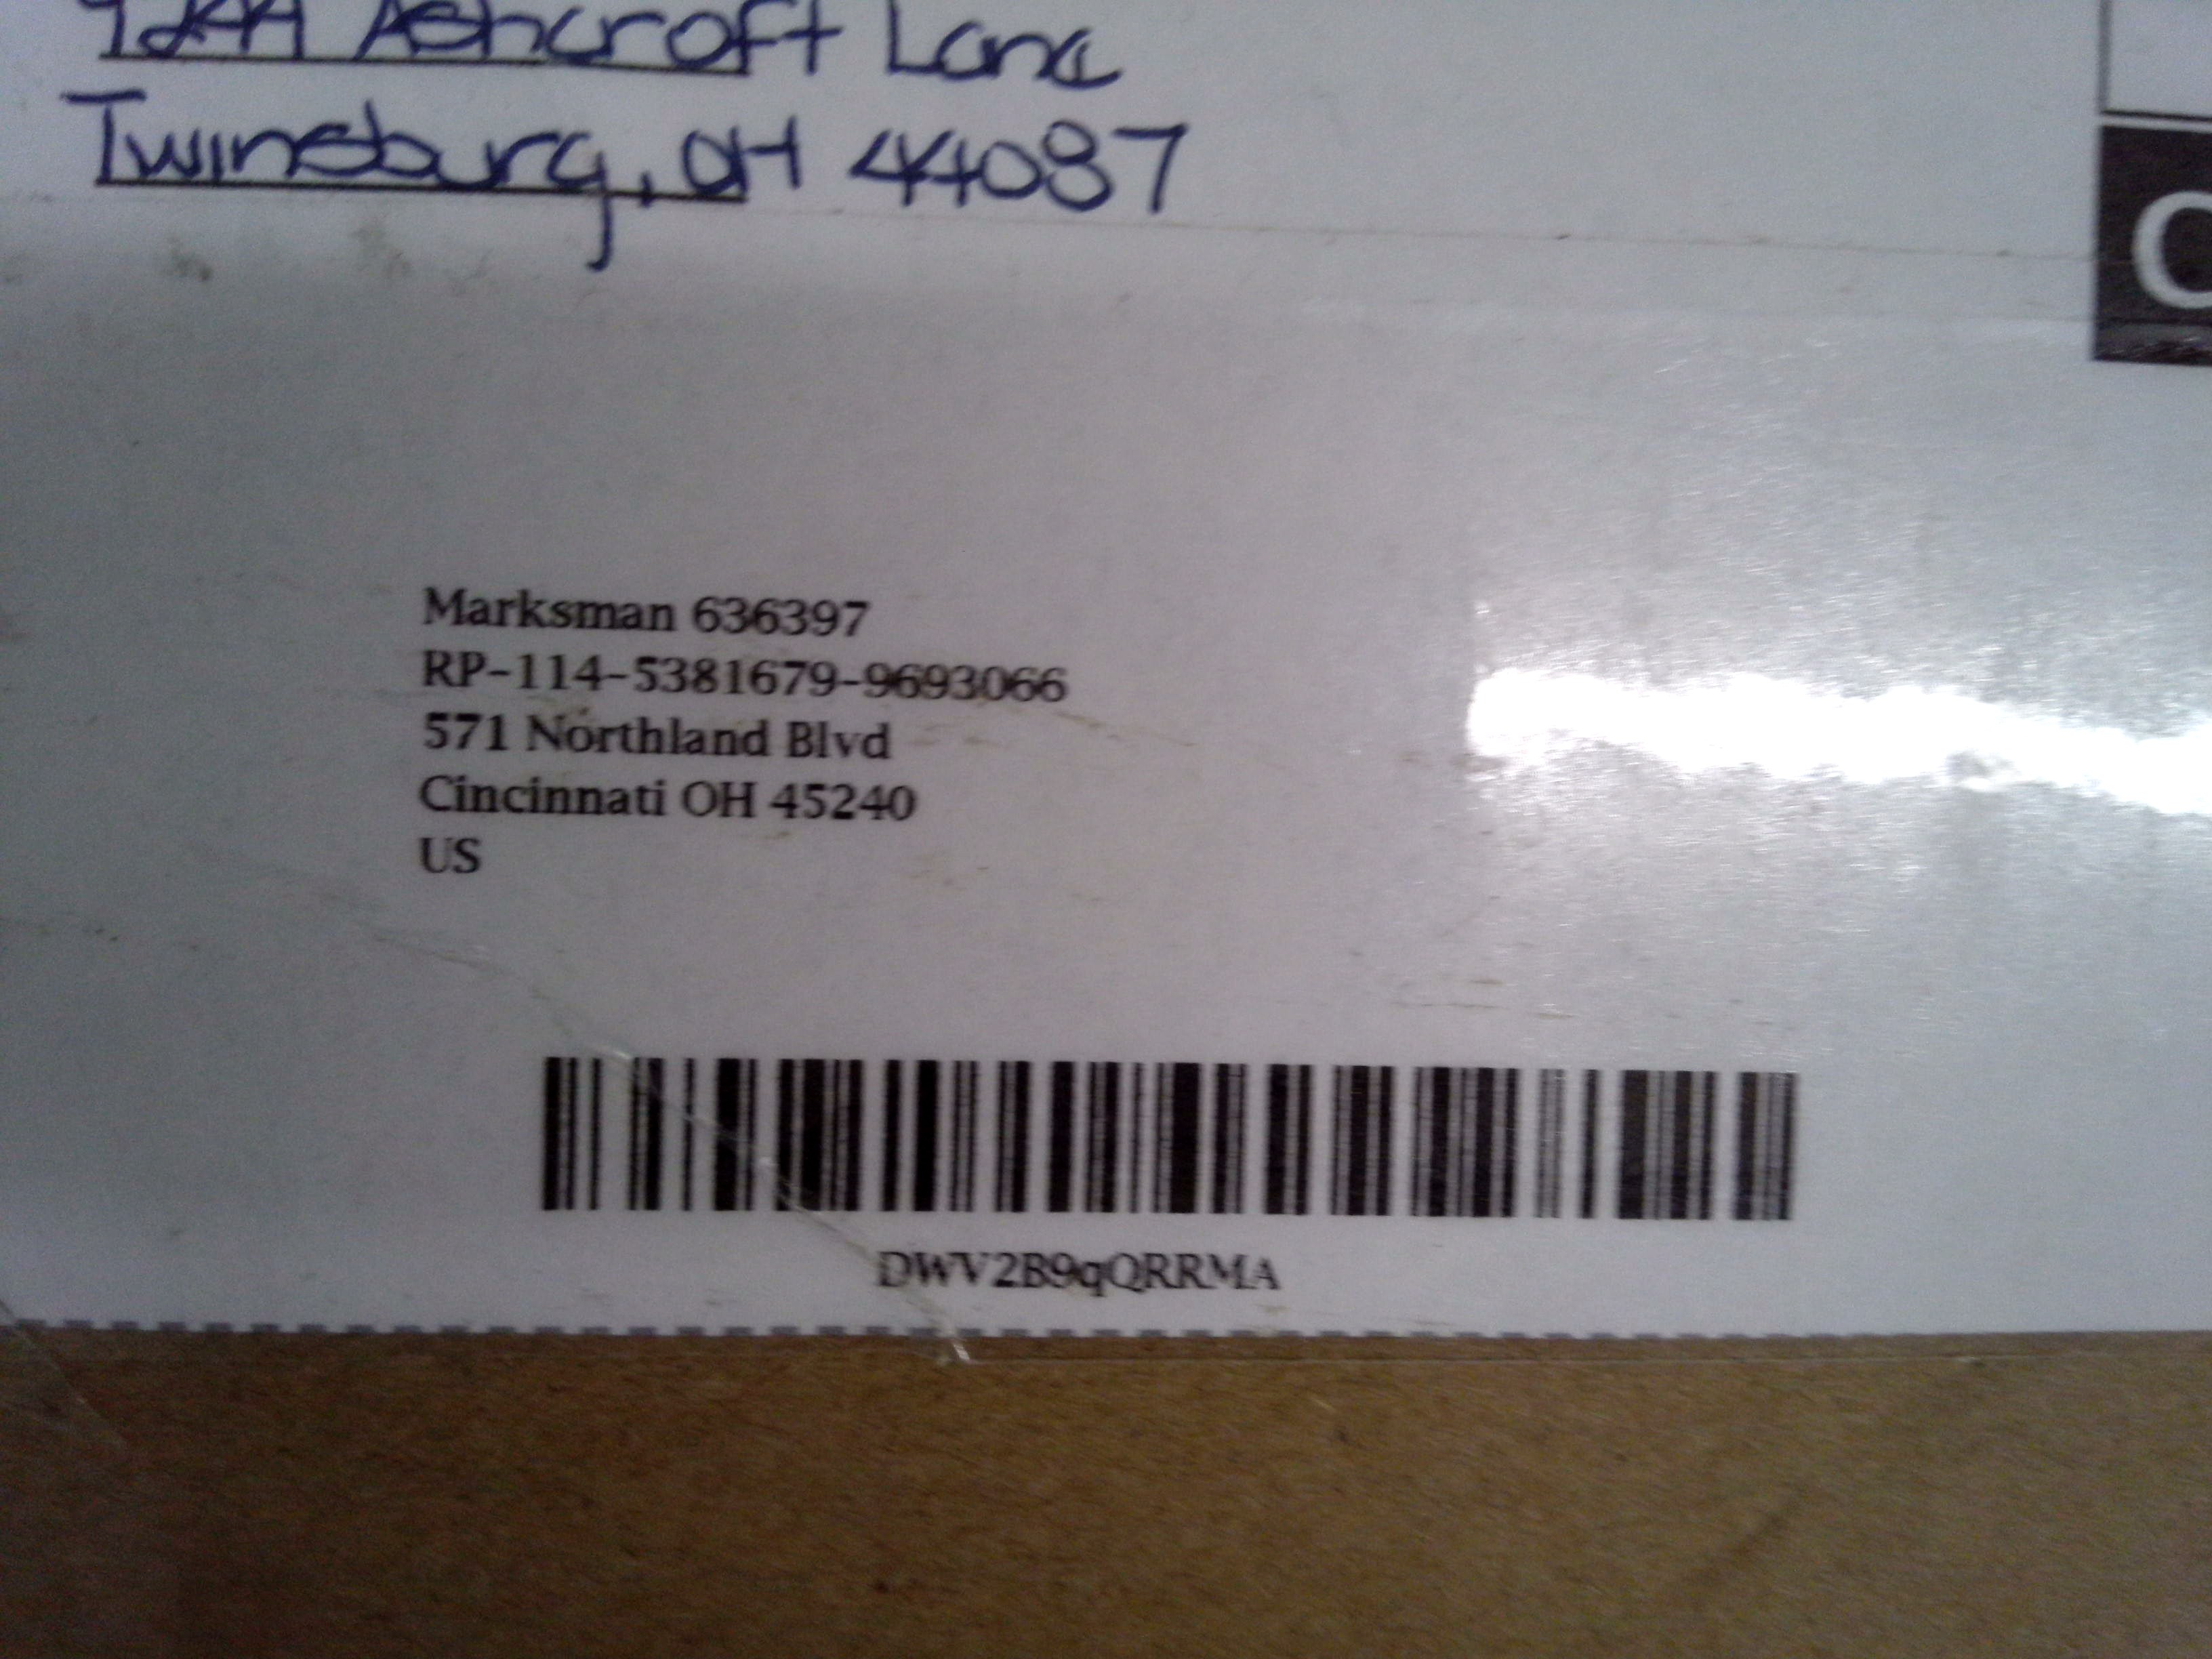 Ashcroft Lane
Twinsburg, OH 44087
C
Marksman 636397
RP-114-5381679-9693066
571 Northland Blvd
Cincinnati OH 45240
US
DWV2B9qQRRMA